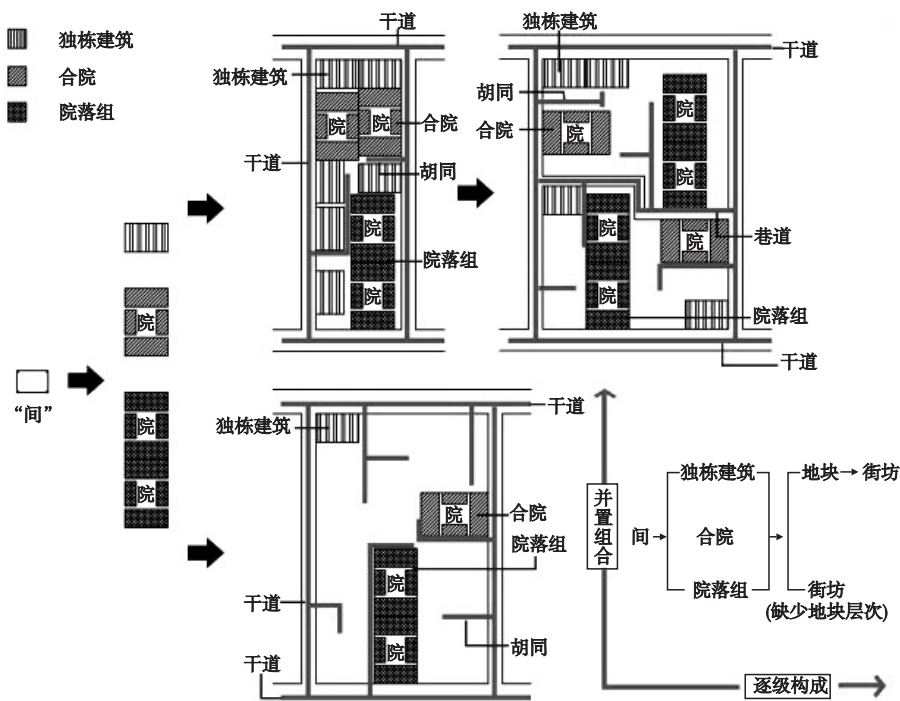 独栋建筑
合院
院落组
院
院
院
“间”
干道
独栋建筑
院
院
合院
干道
胡同
院
院落组
院
独栋建筑
干道
胡同
合院
院
院
院
院
院
巷道
院
院落组
干道
干道
独栋建筑
院
合院
院落组
院
干道
胡同
院
干道
并置组合
间
独栋建筑
合院
院落组
地块
街坊
街坊
(缺少地块层次)
逐级构成